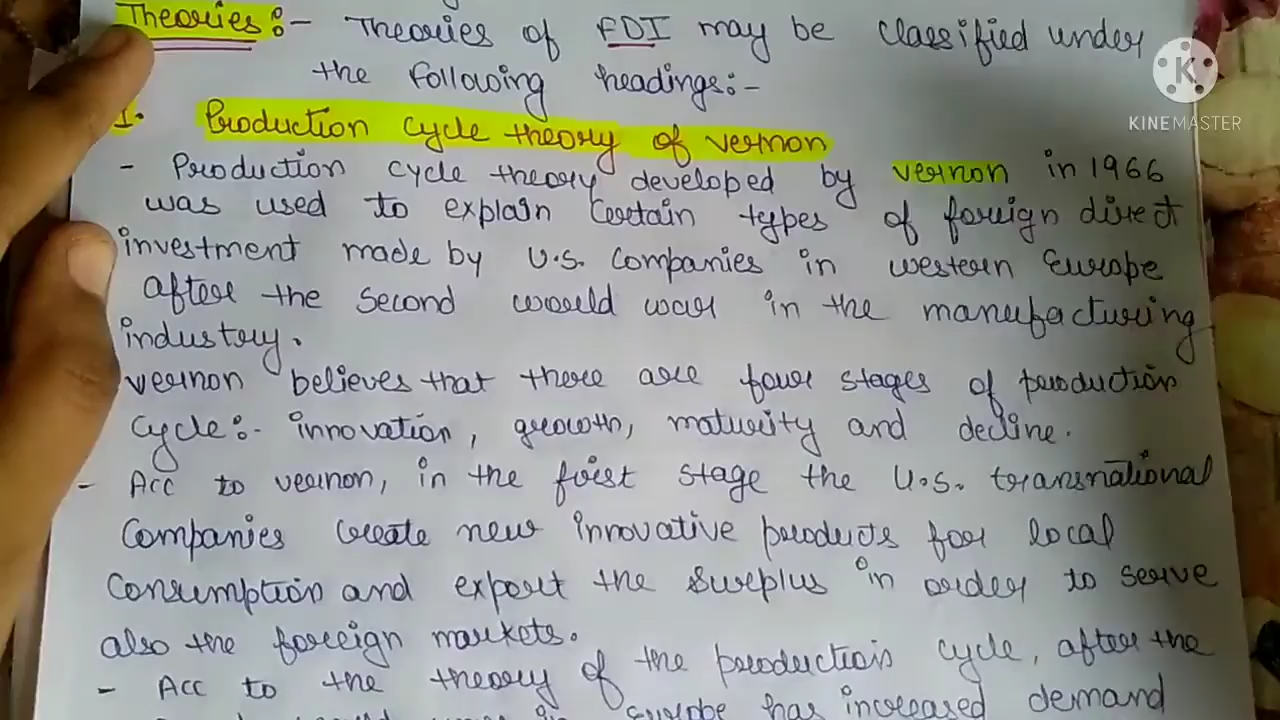 Theories:- Theories of FDI may be classified under
the following headings:-
I. Production cycle theory of vernon
- Production cycle theory developed by vernon in 1966
was used to explain certain types of foreign direct
investment made by U.S. Companies in western Europe
after the second world war in the manufacturing
industry.
vernon believes that there are four stages of production
cycle:- innovation, growth, maturity and decline.
- Acc to vernon, in the first stage the U.S. transnational
Companies create new innovative products for local
Consumption and export the surplus in order to serve
also the foreign markets.
- Acc to the theory of the production cycle, after the
Europe has increased demand
K
KINEMASTER